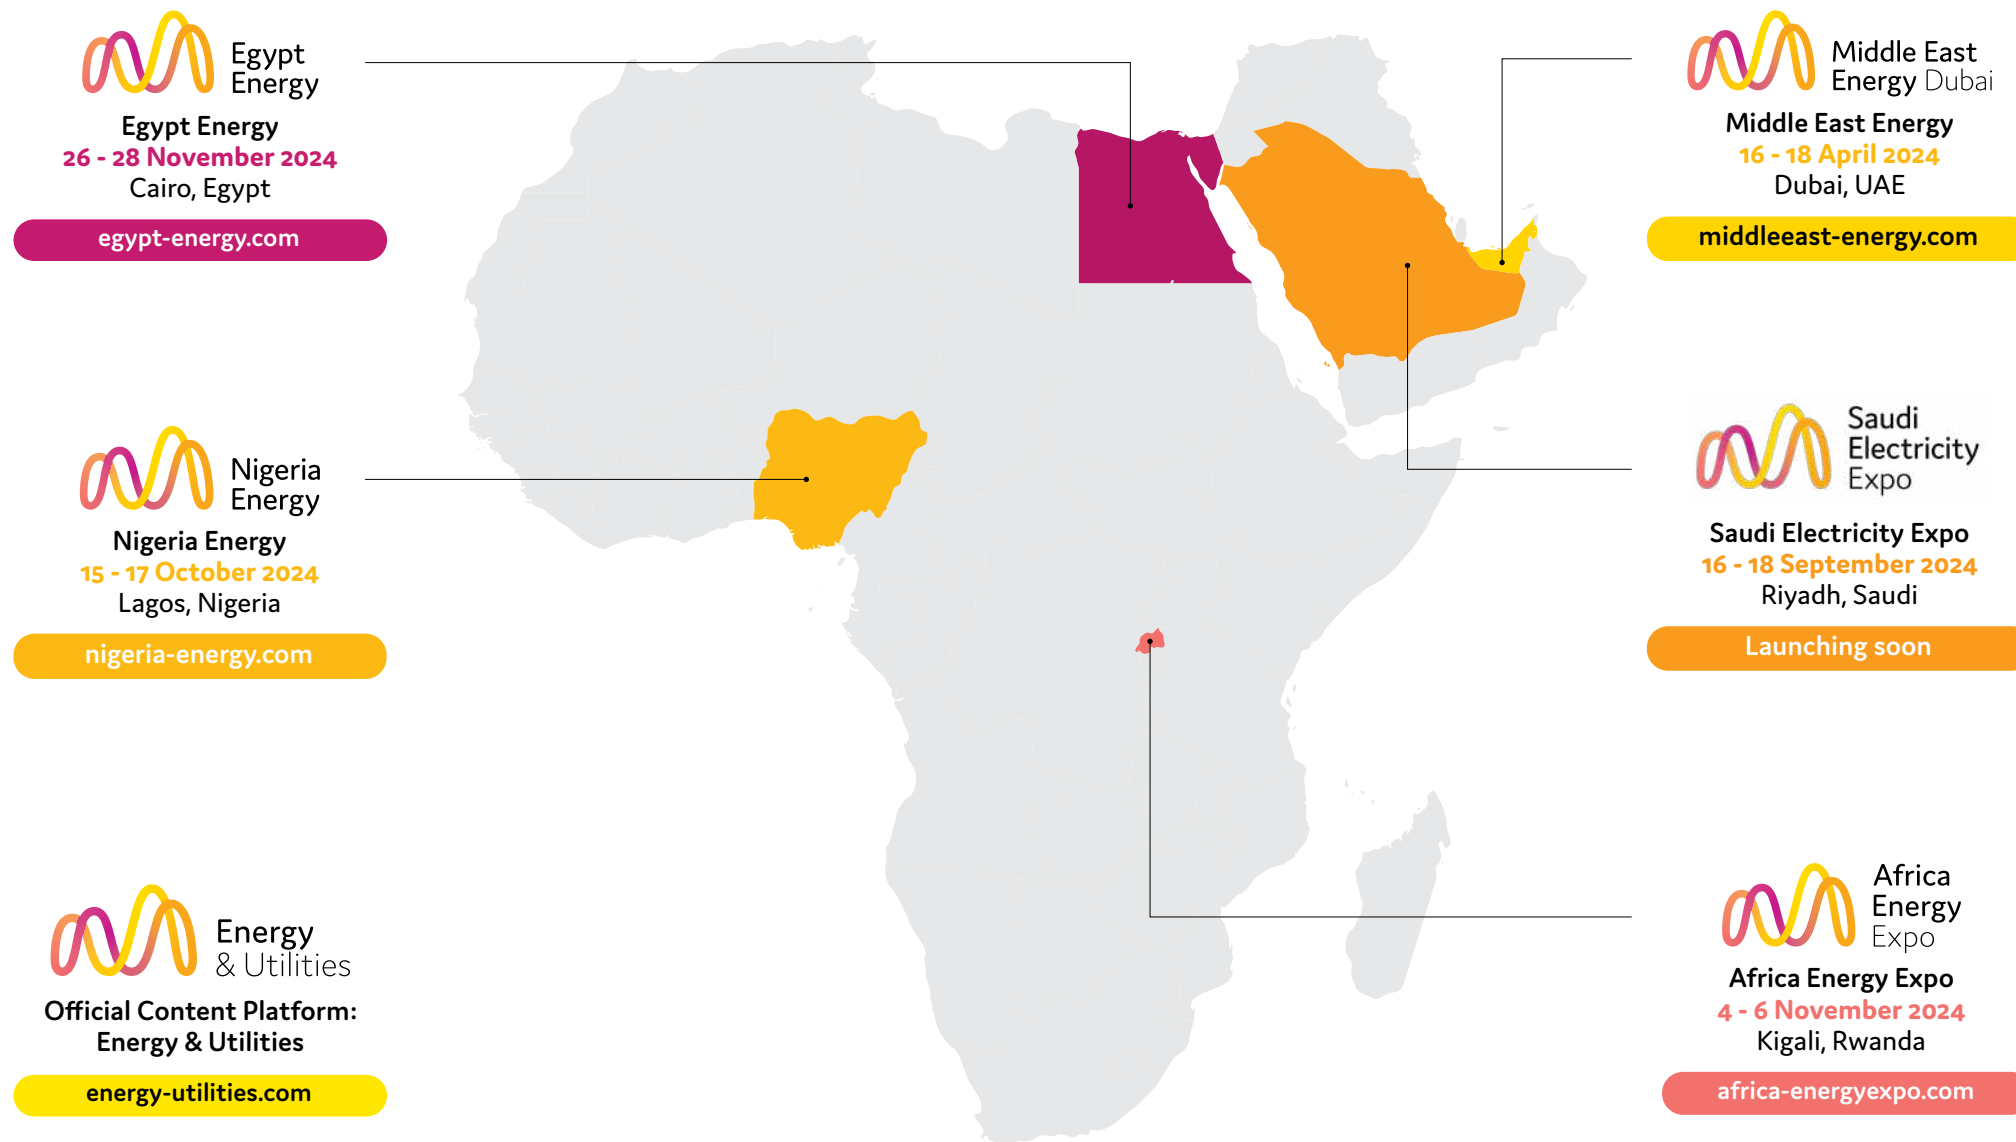 Egypt
Energy
Egypt Energy
26 - 28 November 2024
Cairo, Egypt
egypt-energy.com
Nigeria
Energy
Nigeria Energy
15 - 17 October 2024
Lagos, Nigeria
nigeria-energy.com
Energy
& Utilities
Official Content Platform:
Energy & Utilities
energy-utilities.com
Middle East
Energy Dubai
Middle East Energy
16 - 18 April 2024
Dubai, UAE
middleeast-energy.com
Saudi
Electricity
Expo
Saudi Electricity Expo
16 - 18 September 2024
Riyadh, Saudi
Launching soon
Africa
Energy
Expo
Africa Energy Expo
4 - 6 November 2024
Kigali, Rwanda
africa-energyexpo.com